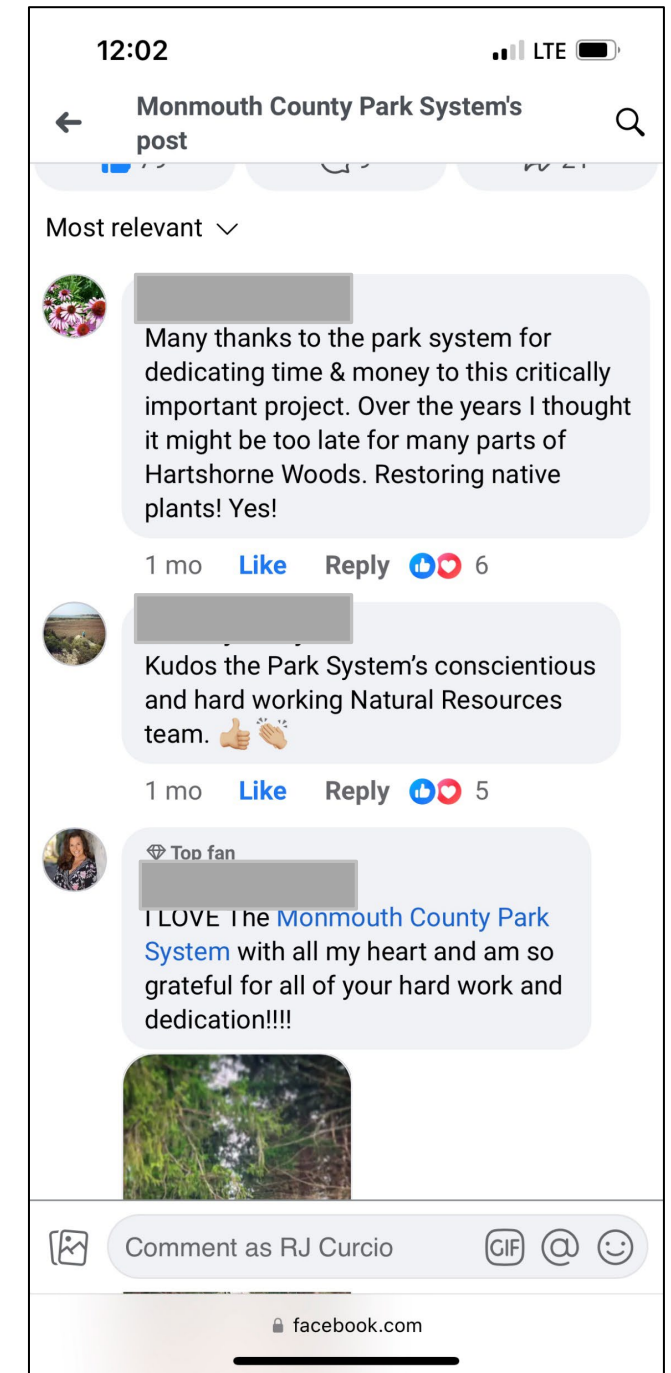 12:02
LTE
Monmouth County Park System's
post
Most relevant
Many thanks to the park system for
dedicating time & money to this critically
important project. Over the years I thought
it might be too late for many parts of
Hartshorne Woods. Restoring native
plants! Yes!
1 mo Like Reply 6
Kudos the Park System’s conscientious
and hard working Natural Resources
team. 👍🏼 👏🏼
1 mo Like Reply 5
Top fan
I LOVE The Monmouth County Park
System with all my heart and am so
grateful for all of your hard work and
dedication!!!!
Comment as RJ Curcio
GIF @
facebook.com